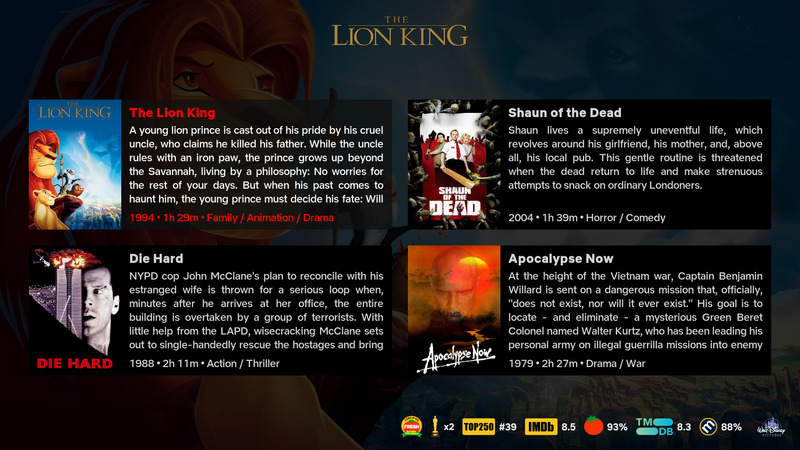 THE
LION KING
THE
LION KING
The Lion King
A young lion prince is cast out of his pride by his cruel
uncle, who claims he killed his father. While the uncle
rules with an iron paw, the prince grows up beyond
the Savannah, living by a philosophy: No worries for
the rest of your days. But when his past comes to
haunt him, the young prince must decide his fate: Will
1994 • 1h 29m • Family / Animation / Drama
SHAUN
OF THE
DEAD
Shaun of the Dead
Shaun lives a supremely uneventful life, which
revolves around his girlfriend, his mother, and, above
all, his local pub. This gentle routine is threatened
when the dead return to life and make strenuous
attempts to snack on ordinary Londoners.
2004 • 1h 39m • Horror / Comedy
DIE HARD
Die Hard
NYPD cop John McClane's plan to reconcile with his
estranged wife is thrown for a serious loop when,
minutes after he arrives at her office, the entire
building is overtaken by a group of terrorists. With
little help from the LAPD, wisecracking McClane sets
out to single-handedly rescue the hostages and bring
1988 • 2h 11m • Action / Thriller
Apocalypse Now
Apocalypse Now
At the height of the Vietnam war, Captain Benjamin
Willard is sent on a dangerous mission that, officially,
"does not exist, nor will it ever exist." His goal is to
locate - and eliminate - a mysterious Green Beret
Colonel named Walter Kurtz, who has been leading his
personal army on illegal guerrilla missions into enemy
1979 • 2h 27m • Drama / War
FRESH x2 TOP250 #39 IMDb 8.5 93% TMDB 8.3 88% Walt Disney
PICTURES